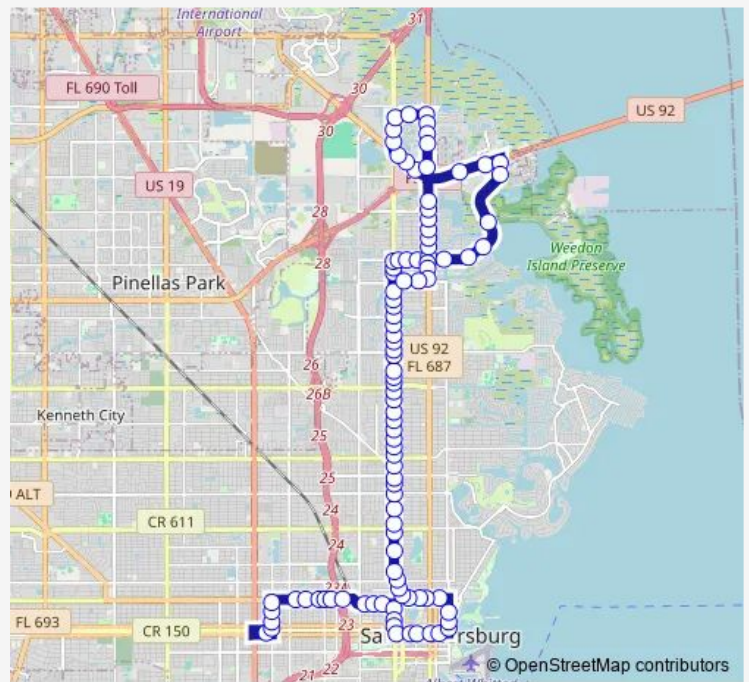 31
International
Airport
30
FL 690 Toll
US 92
30
US 19
28
Weedon
Island Preserve
28
Pinellas Park
US 92
FL 687
26
26B
Kenneth City
25
25
ALT
24
CR 611
24
FL 693
CR 150
23
Sa rsburg
22
21
© OpenStreetMap contributors